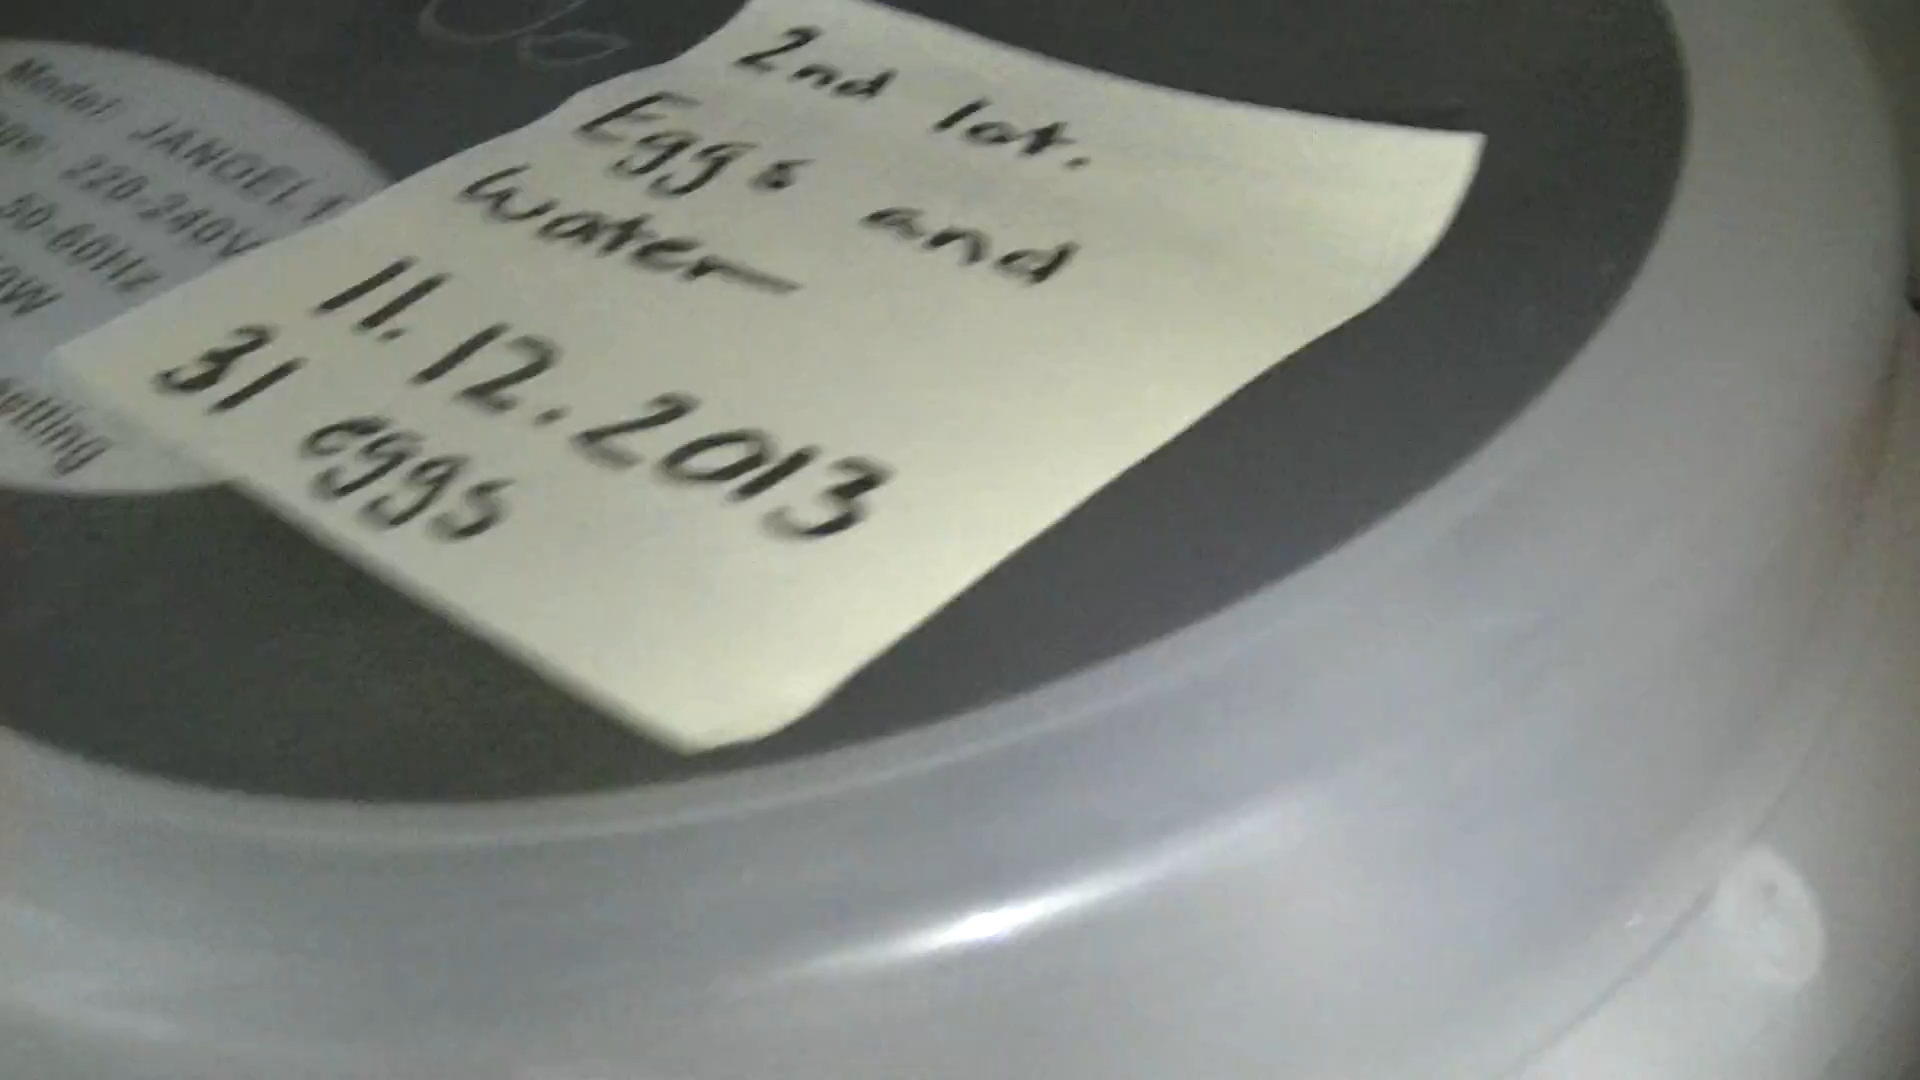 2nd lot.
Eggs and
water
11.12.2013
31 eggs
Model: JANOEL
220-240V
50-60Hz